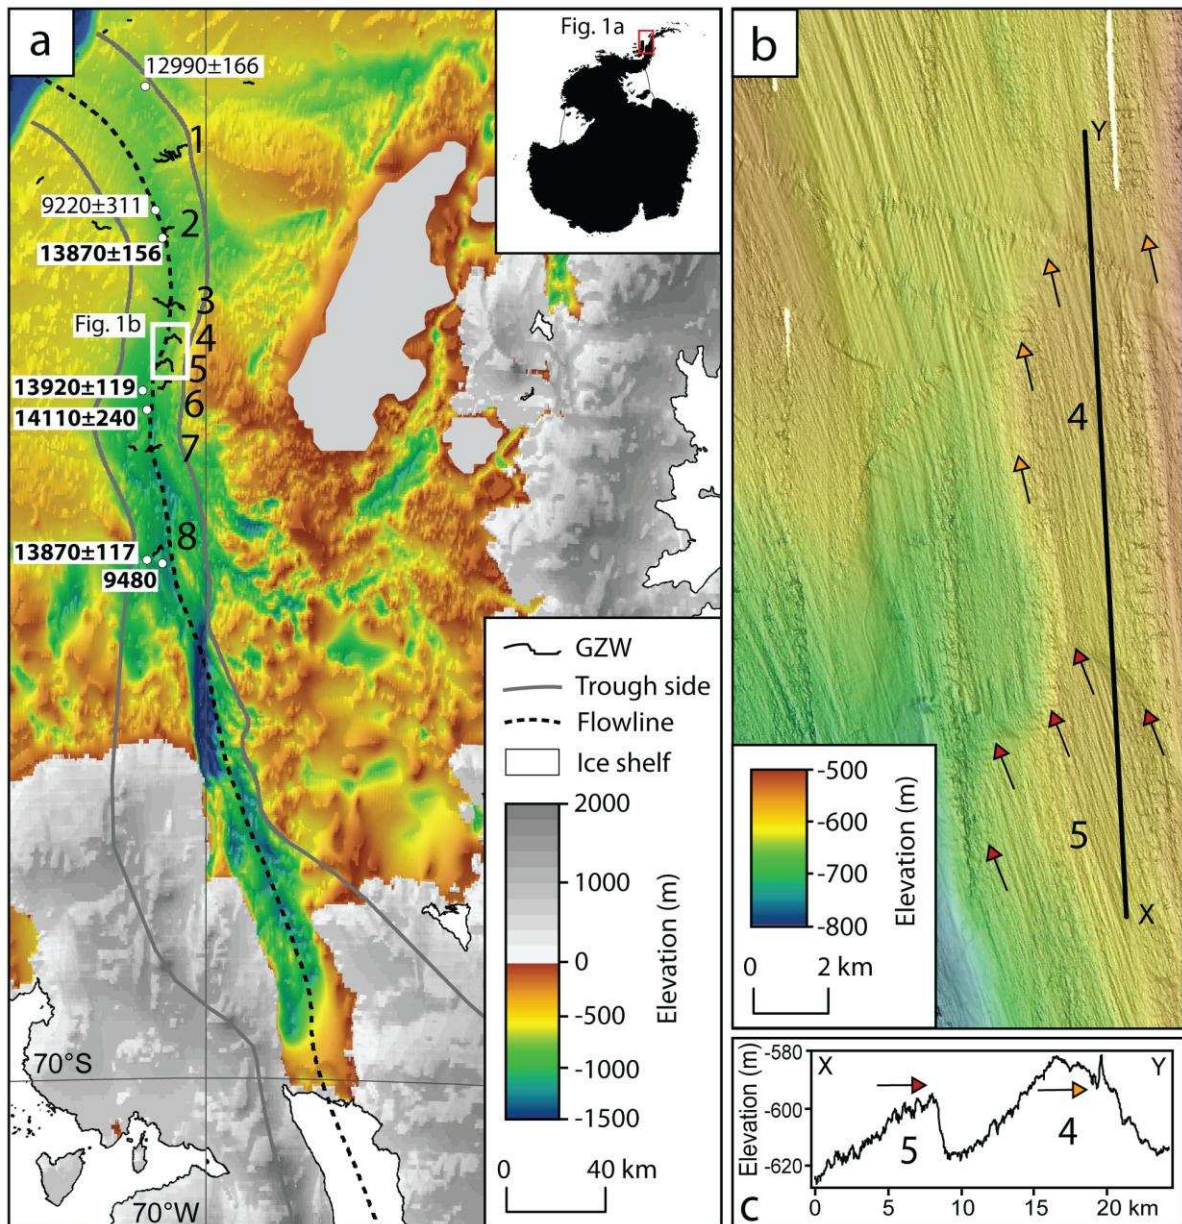 a
12990±166
1
9220±311
2
13870±156
3
Fig. 1b
4
5
13920±119
6
14110±240
7
8
13870±117
9480
70°S
70°W
Fig. 1a
GZW
Trough side
Flowline
Ice shelf
2000
1000
0
-500
-1000
-1500
Elevation (m)
0 40 km
b
Y
4
5
X
-500
-600
-700
-800
Elevation (m)
0 2 km
c
Elevation (m)
-580
-600
-620
X Y
5 4
0 5 10 15 20 km